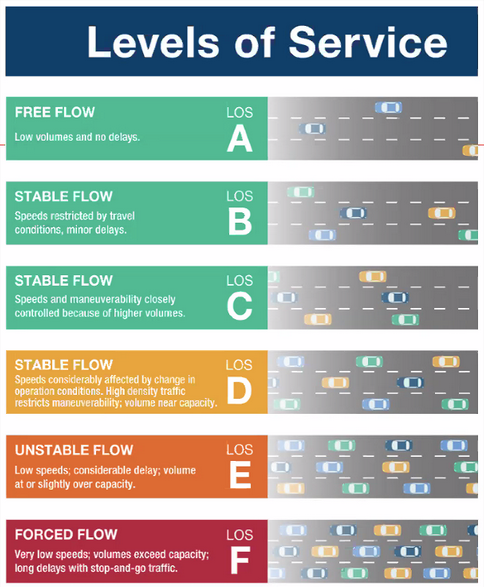 Levels of Service
FREE FLOW
Low volumes and no delays.
LOS
A
STABLE FLOW
Speeds restricted by travel
conditions, minor delays.
LOS
B
STABLE FLOW
Speeds and maneuverability closely
controlled because of higher volumes.
LOS
C
STABLE FLOW
Speeds considerably affected by change in
operation conditions. High density traffic
restricts maneuverability; volume near capacity.
LOS
D
UNSTABLE FLOW
Low speeds; considerable delay; volume
at or slightly over capacity.
LOS
E
FORCED FLOW
Very low speeds; volumes exceed capacity;
long delays with stop-and-go traffic.
LOS
F